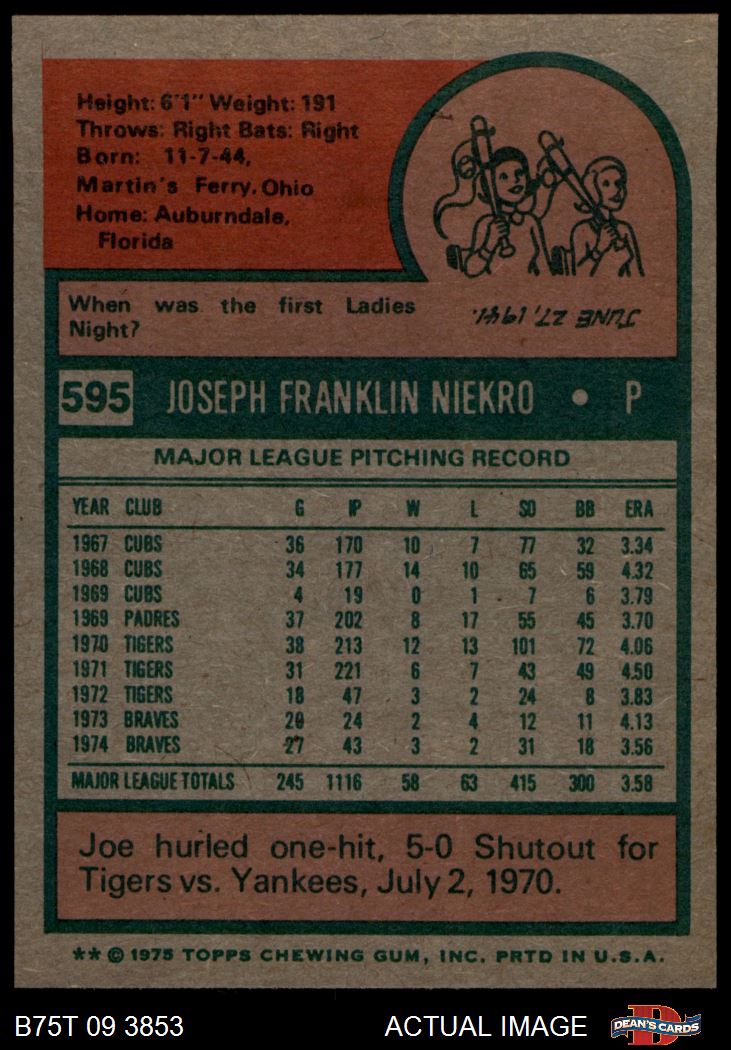 Height: 6'1" Weight: 191
Throws: Right Bats: Right
Born: 11-7-44,
Martin's Ferry, Ohio
Home: Auburndale,
Florida
When was the first Ladies
Night?
JUNE 27, 1941.
595 JOSEPH FRANKLIN NIEKRO • P
MAJOR LEAGUE PITCHING RECORD
YEAR CLUB G IP W L SO BB ERA
1967 CUBS 36 170 10 7 77 32 3.34
1968 CUBS 34 177 14 10 65 59 4.32
1969 CUBS 4 19 0 1 7 6 3.79
1969 PADRES 37 202 8 17 55 45 3.70
1970 TIGERS 38 213 12 13 101 72 4.06
1971 TIGERS 31 221 6 7 43 49 4.50
1972 TIGERS 18 47 3 2 24 8 3.83
1973 BRAVES 20 24 2 4 12 11 4.13
1974 BRAVES 27 43 3 2 31 18 3.56
MAJOR LEAGUE TOTALS 245 1116 58 63 415 300 3.58
Joe hurled one-hit, 5-0 Shutout for
Tigers vs. Yankees, July 2, 1970.
** © 1975 TOPPS CHEWING GUM, INC. PRTD IN U.S.A.
B75T 09 3853 ACTUAL IMAGE D DEAN'S CARDS